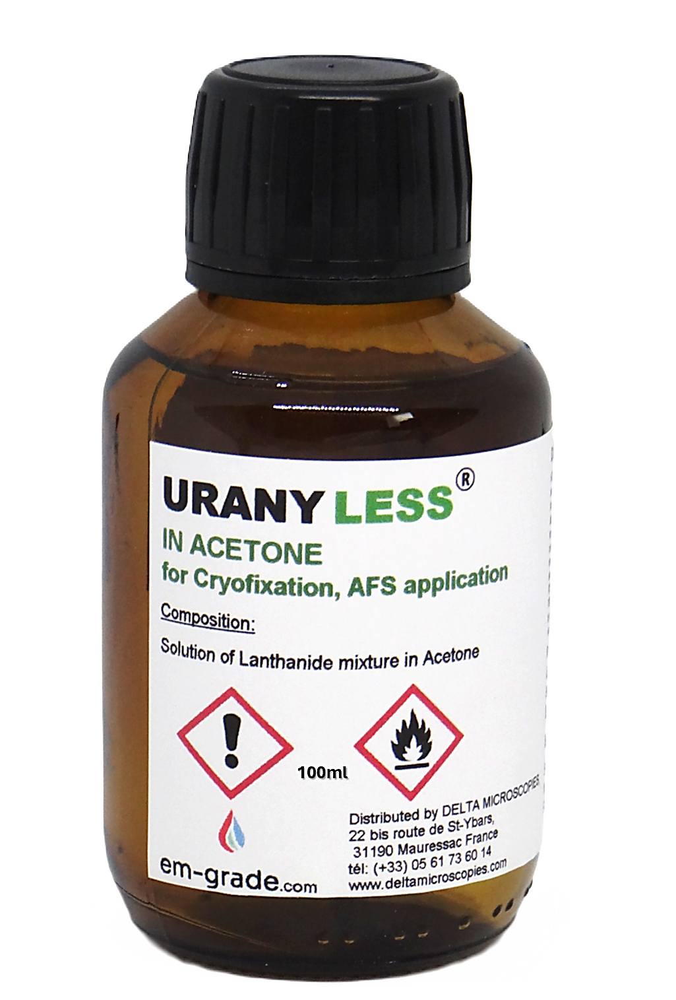 URANY LESS®
IN ACETONE
for Cryofixation, AFS application
Composition:
Solution of Lanthanide mixture in Acetone
100ml
em-grade.com
Distributed by DELTA MICROSCOPIES,
22 bis route de St-Ybars,
31190 Mauressac France
tél: (+33) 05 61 73 60 14
www.deltamicroscopies.com